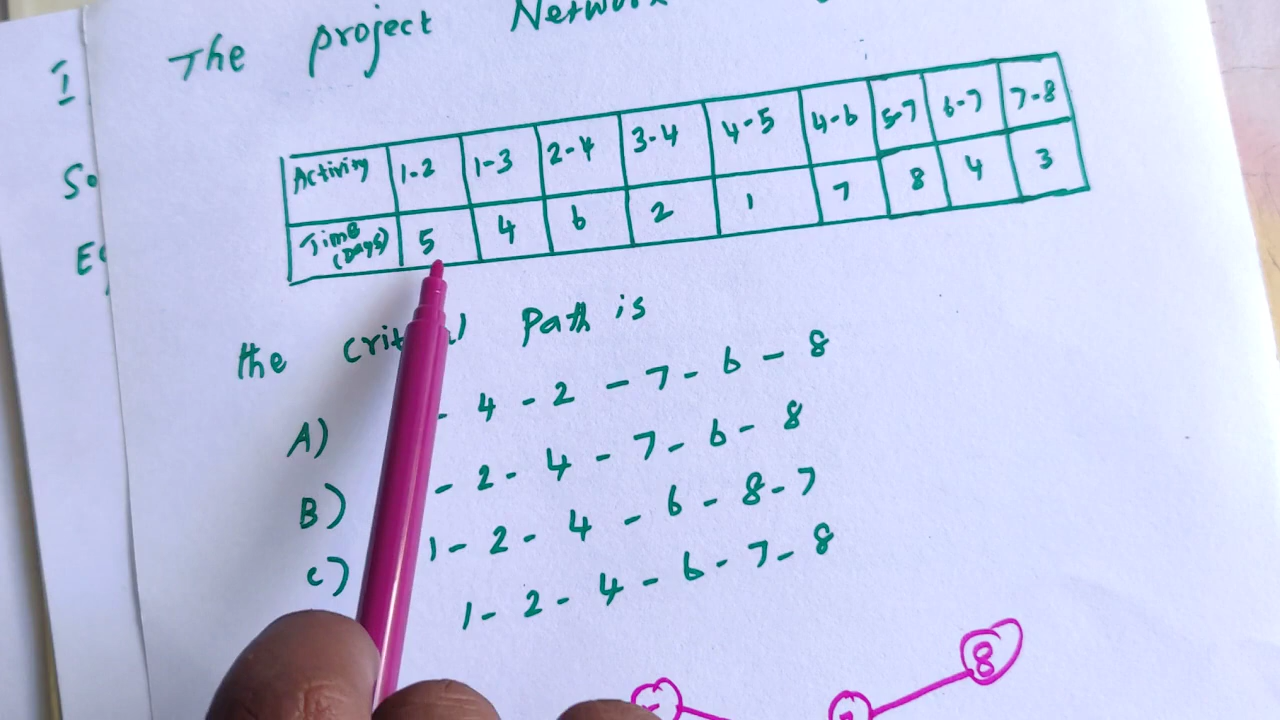 The project Network
I
So
Activity 1-2 1-3 2-4 3-4 4-5 4-6 5-7 6-7 7-8
Time (Days) 5 4 6 2 1 7 8 4 3
the Path is
A) - 4 - 2 - 7 - 6 - 8
B) - 2 - 4 - 7 - 6 - 8
C) 1 - 2 - 4 - 6 - 8 - 7
1 - 2 - 4 - 6 - 7 - 8
8